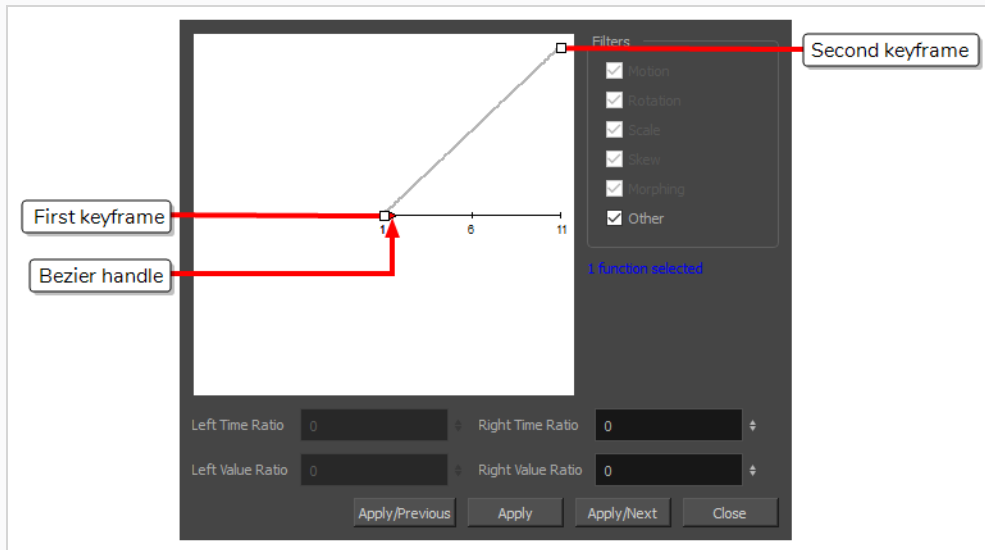 Filters
Second keyframe
Motion
Rotation
Scale
Skew
Morphing
Other
First keyframe
1 6 11
Bezier handle
1 function selected
Left Time Ratio 0 Right Time Ratio 0
Left Value Ratio 0 Right Value Ratio 0
Apply/Previous Apply Apply/Next Close